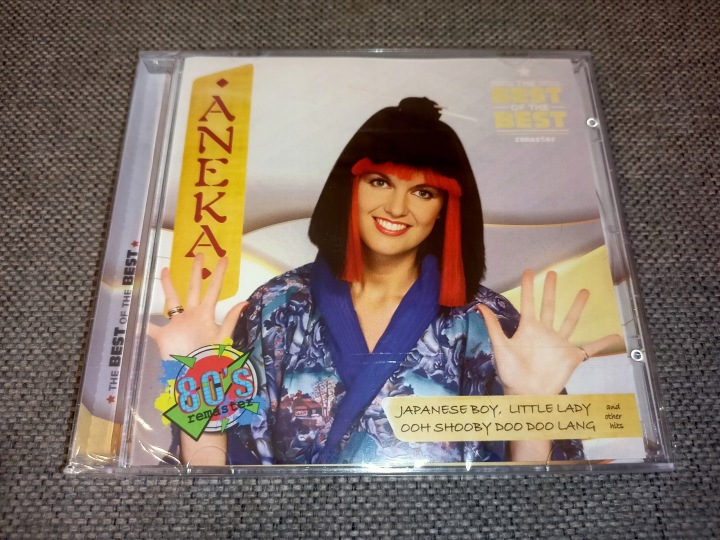 • ANEKA •
★
THE
BEST
OF THE
BEST
remaster
★ THE BEST OF THE BEST ★
80's
remaster
JAPANESE BOY, LITTLE LADY
OOH SHOOBY DOO DOO LANG
and
other
hits